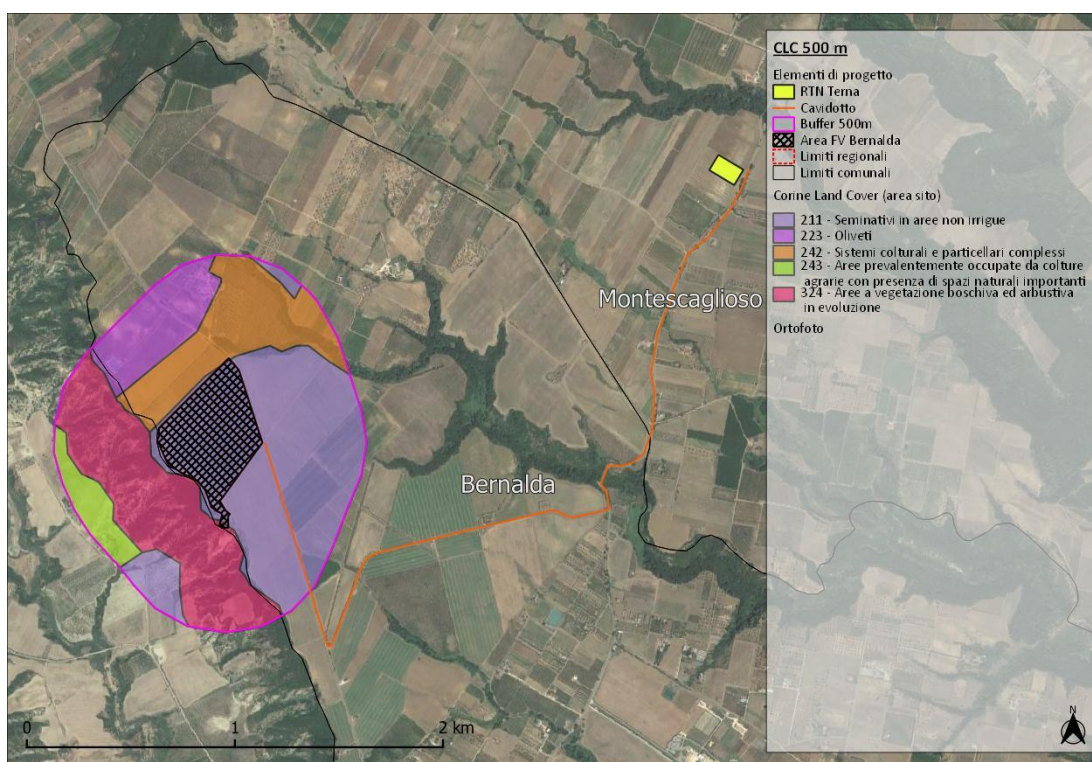 CLC 500 m
Elementi di progetto
RTN Terna
Cavidotto
Buffer 500m
Area FV Bernalda
Limiti regionali
Limiti comunali
Corine Land Cover (area sito)
211 - Seminativi in aree non irrigue
223 - Oliveti
242 - Sistemi colturali e particellari complessi
243 - Aree prevalentemente occupate da colture
agrarie con presenza di spazi naturali importanti
324 - Aree a vegetazione boschiva ed arbustiva
in evoluzione
Ortofoto
Montescaglioso
Bernalda
0
1
2 km
N